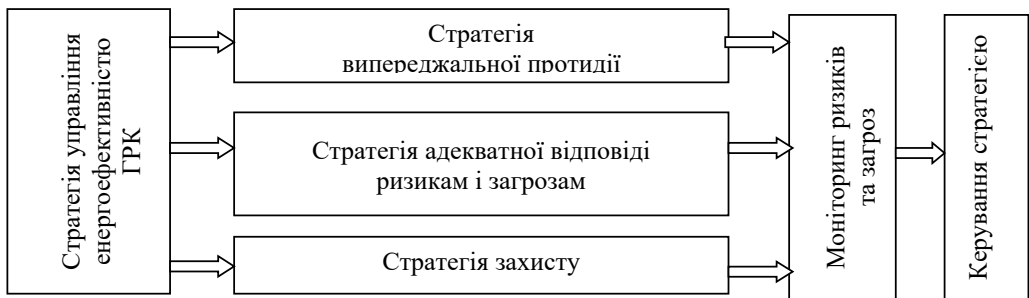 Стратегія управління
енергоефективністю
ГРК
Стратегія
випереджальної протидії
Стратегія адекватної відповіді
ризикам і загрозам
Стратегія захисту
Моніторинг ризиків
та загроз
Керування стратегією